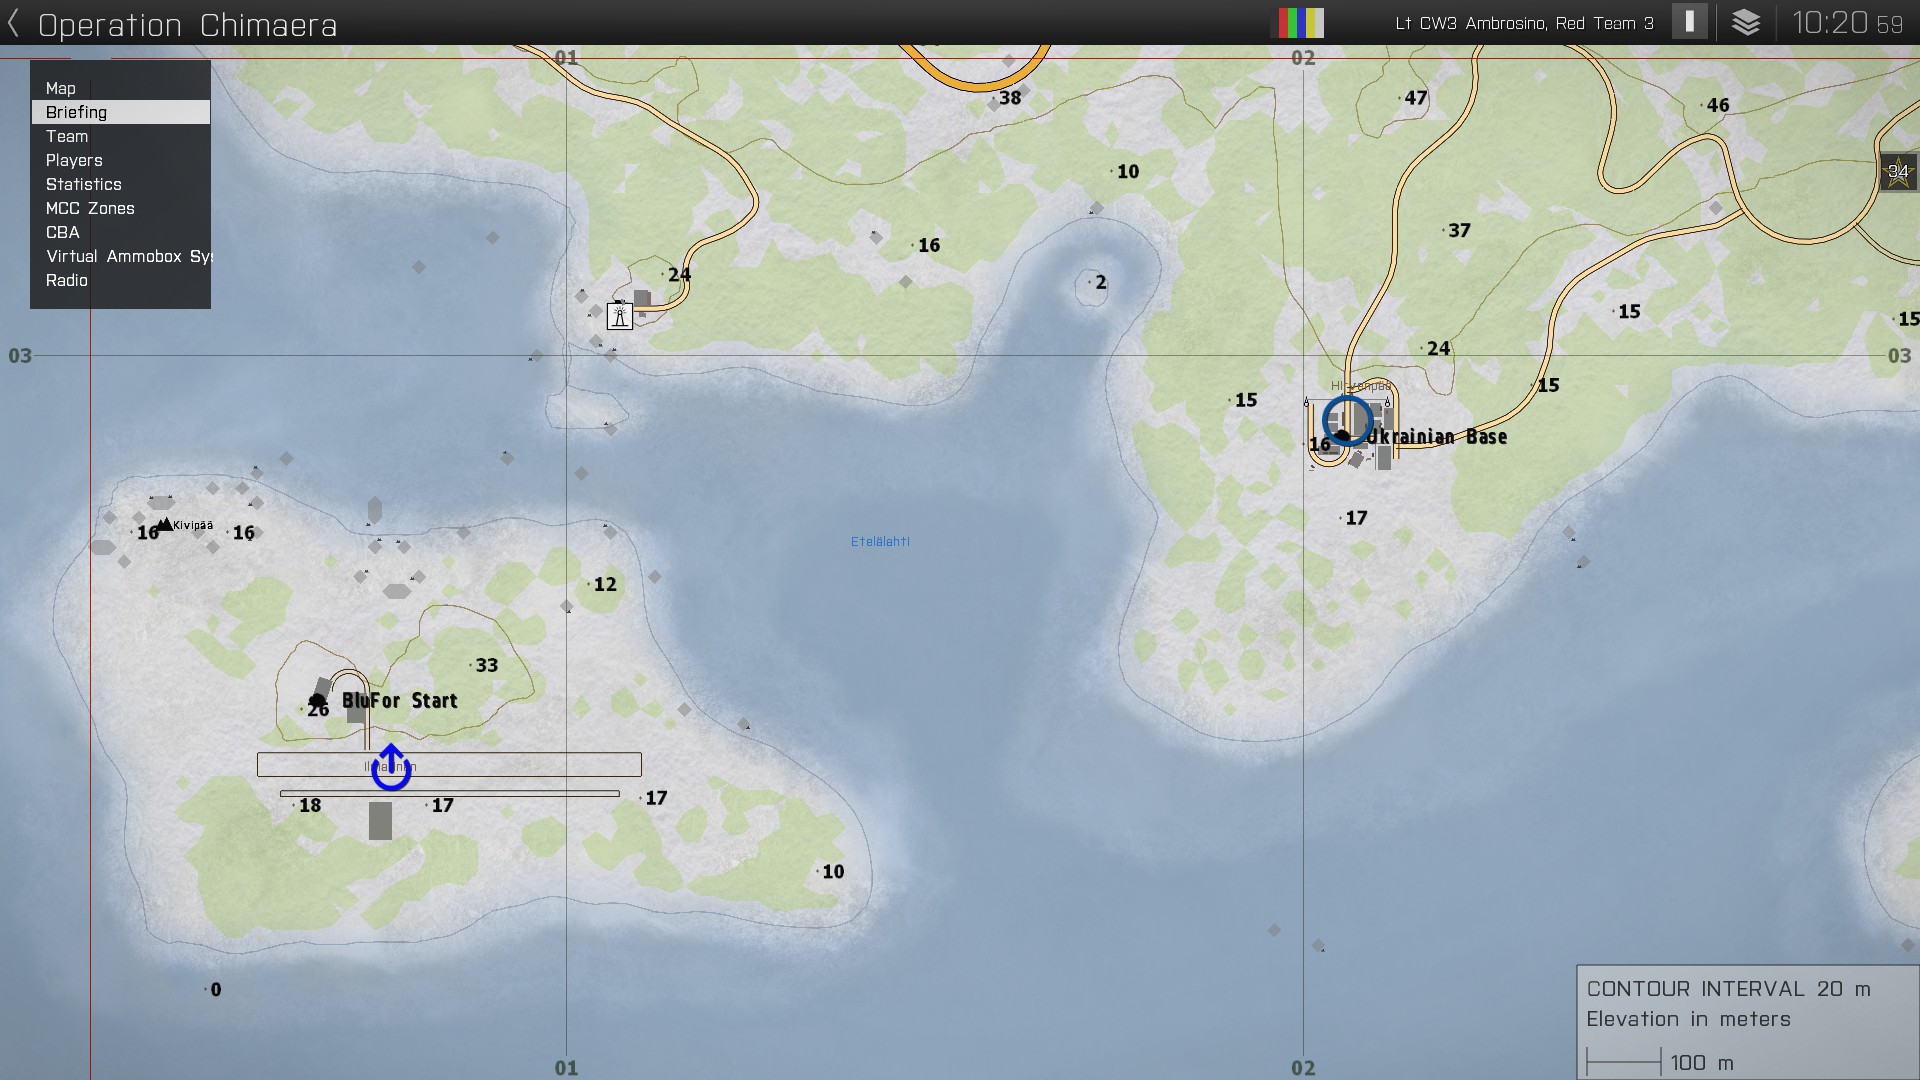 Operation Chimaera
Lt CW3 Ambrosino, Red Team 3
10:20 59
Map
Briefing
Team
Players
Statistics
MCC Zones
CBA
Virtual Ammobox Sys
Radio
01
02
38
47
46
10
34
37
16
24
2
15
15
03
03
24
15
15
Ukrainian Base
16
17
16
Kivipää
16
Etelälahti
12
33
BluFor Start
26
18
17
17
10
0
01
02
CONTOUR INTERVAL 20 m
Elevation in meters
100 m